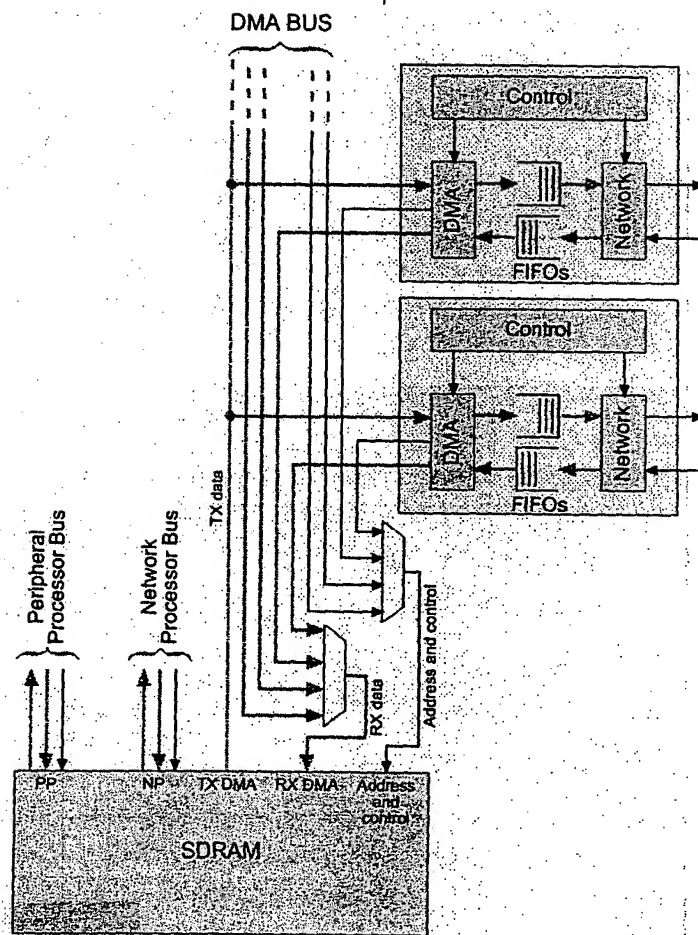 DMA BUS
Control
DMA
Network
FIFOs
Control
DMA
Network
FIFOs
TX data
Peripheral
Processor Bus
Network
Processor Bus
Address and control
RX data
PP
NP
TX DMA
RX DMA
Address
and
control
SDRAM